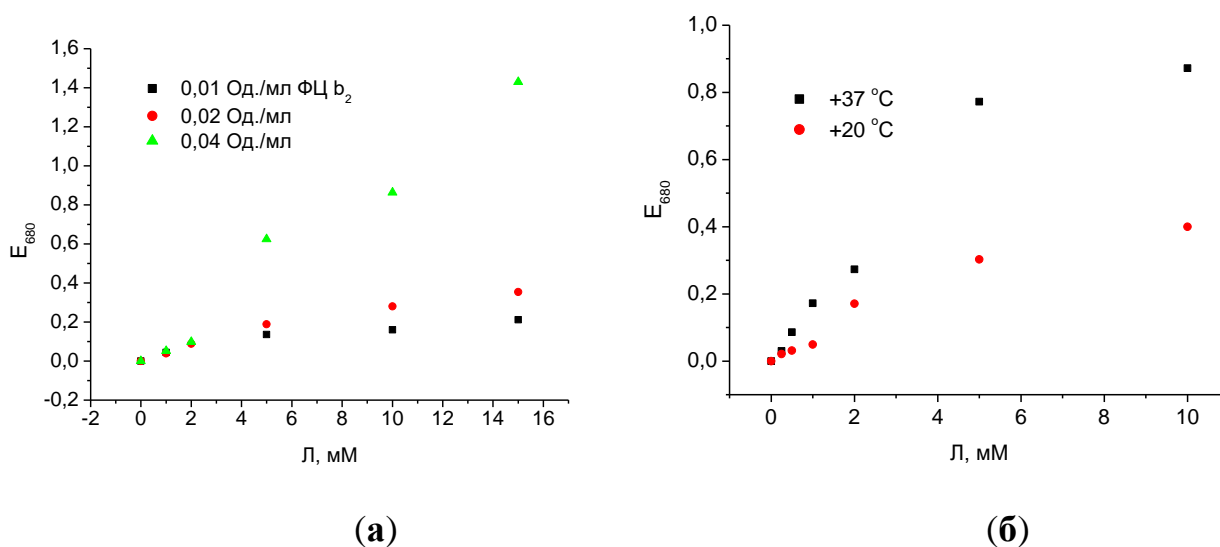 1,6
1,4
1,2
1,0
0,8
0,6
0,4
0,2
0,0
-0,2
E680
0,01 Од./мл ФЦ b2
0,02 Од./мл
0,04 Од./мл
-2 0 2 4 6 8 10 12 14 16
Л, мМ
(а)
1,0
0,8
0,6
0,4
0,2
0,0
E680
+37 °C
+20 °C
0 2 4 6 8 10
Л, мМ
(б)